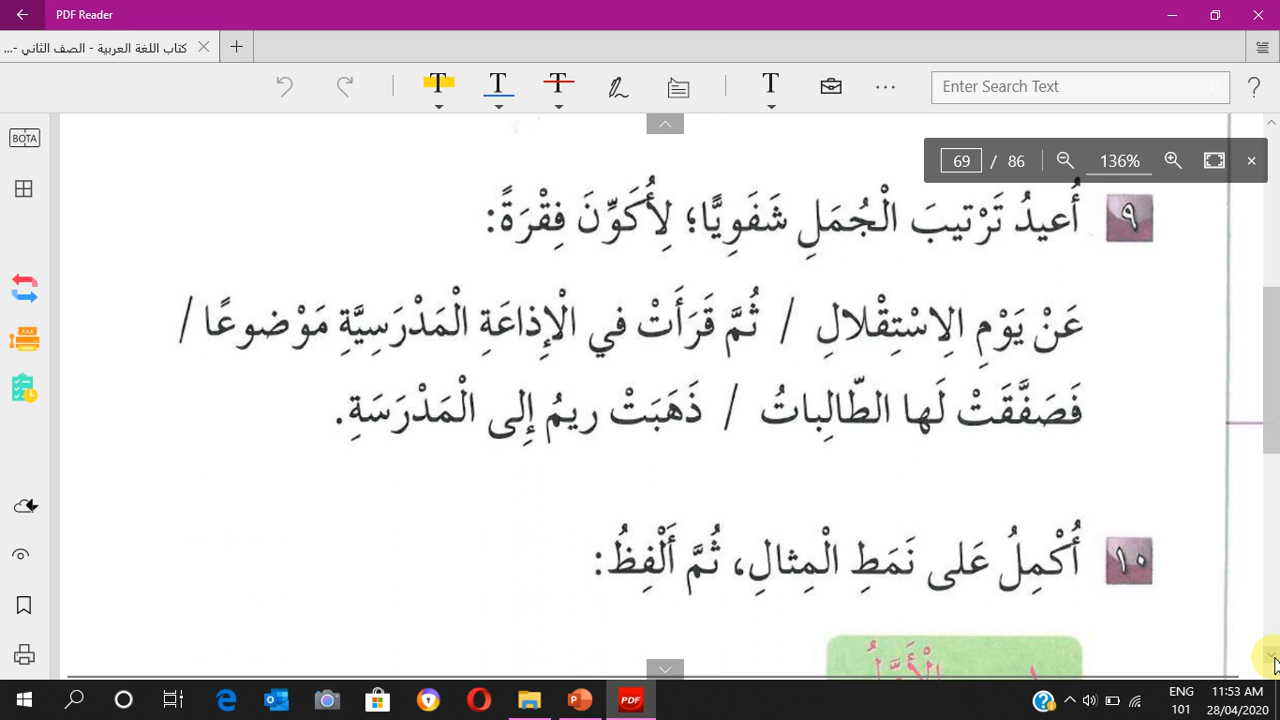 PDF Reader
كتاب اللغة العربية - الصف الثاني -...
Enter Search Text
BOTA
69 / 86
136%
٩ أُعيدُ تَرْتيبَ الْجُمَلِ شَفَوِيًّا؛ لِأُكَوِّنَ فِقْرَةً:
عَنْ يَوْمِ الِاسْتِقْلالِ / ثُمَّ قَرَأَتْ في الْإِذاعَةِ الْمَدْرَسِيَّةِ مَوْضوعًا /
فَصَفَّقَتْ لَها الطّالِباتُ / ذَهَبَتْ ريمُ إِلى الْمَدْرَسَةِ.
١٠ أُكْمِلُ عَلى نَمَطِ الْمِثالِ، ثُمَّ أَلْفِظُ:
PDF
ENG
101
11:53 AM
28/04/2020